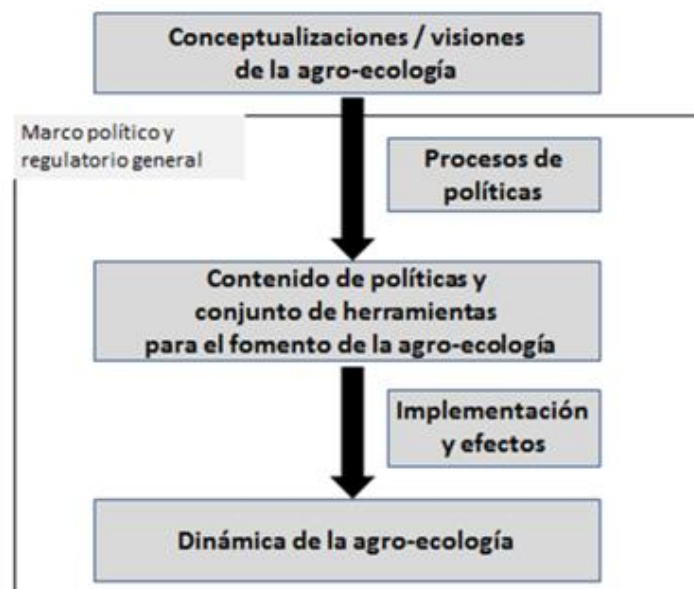 Conceptualizaciones / visiones
de la agro-ecología
Marco político y
regulatorio general
Procesos de
políticas
Contenido de políticas y
conjunto de herramientas
para el fomento de la agro-ecología
Implementación
y efectos
Dinámica de la agro-ecología